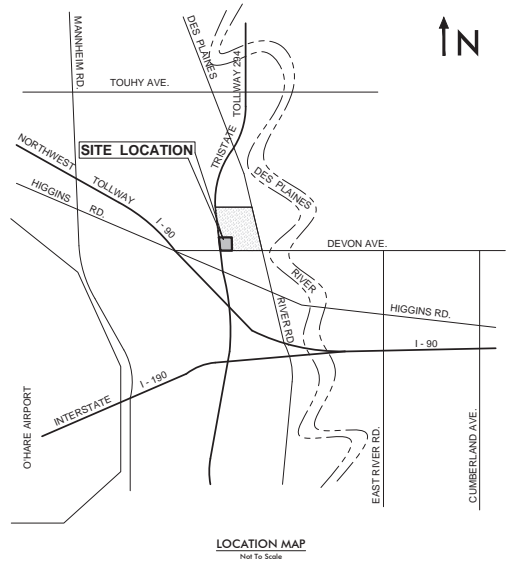 MANNHEIM RD.
DES PLAINES
TOLLWAY 294
TRISTATE
N
TOUHY AVE.
SITE LOCATION
NORTHWEST
TOLLWAY
I - 90
HIGGINS
RD.
DES PLAINES
RIVER
DEVON AVE.
RIVER RD.
HIGGINS RD.
I - 90
INTERSTATE
I - 190
O'HARE AIRPORT
EAST RIVER RD.
CUMBERLAND AVE.
LOCATION MAP
Not To Scale